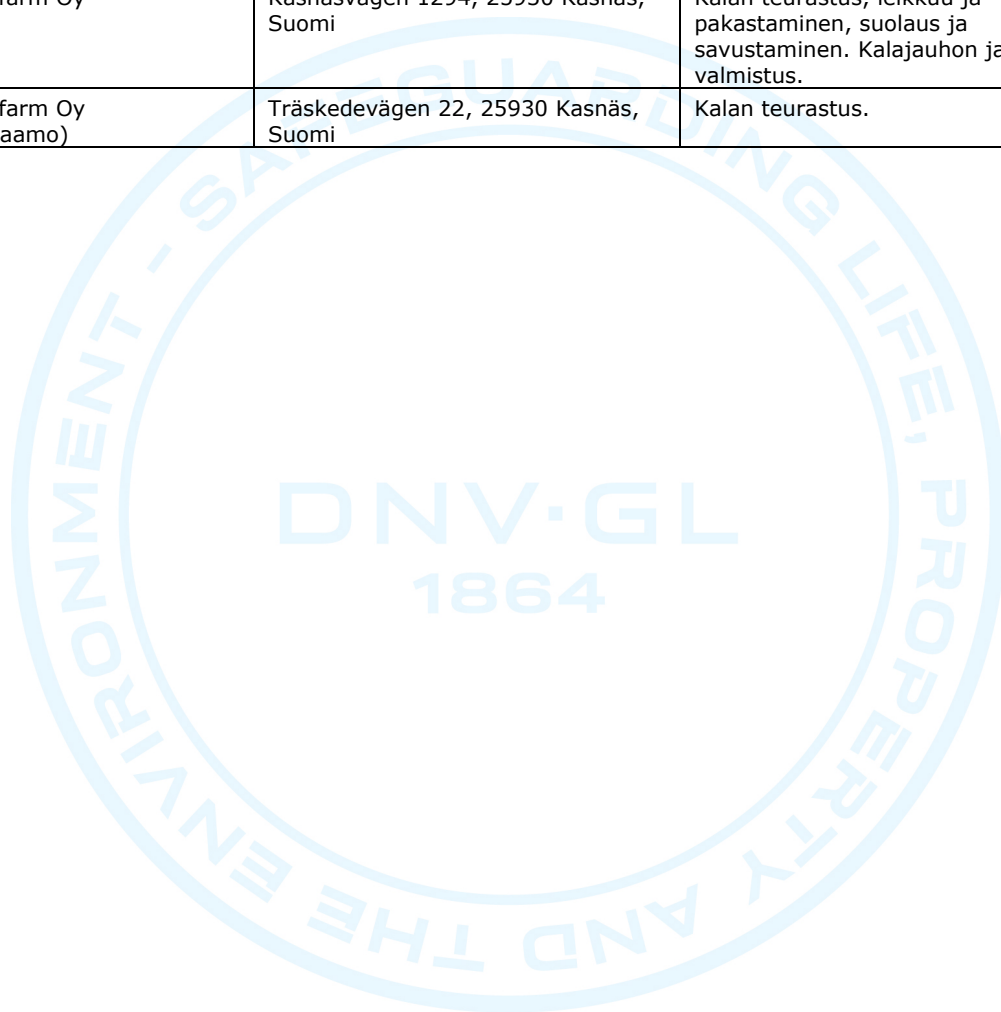 farm Oy
Kasnäsvägen 1294, 25930 Kasnäs,
Suomi
Kalan teurastus, leikkuu ja
pakastaminen, suolaus ja
savustaminen. Kalajauhon ja
valmistus.
farm Oy
aamo)
Träskedevägen 22, 25930 Kasnäs,
Suomi
Kalan teurastus.
SAFEGUARDING LIFE, PROPERTY AND THE ENVIRONMENT -
DNV·GL
1864